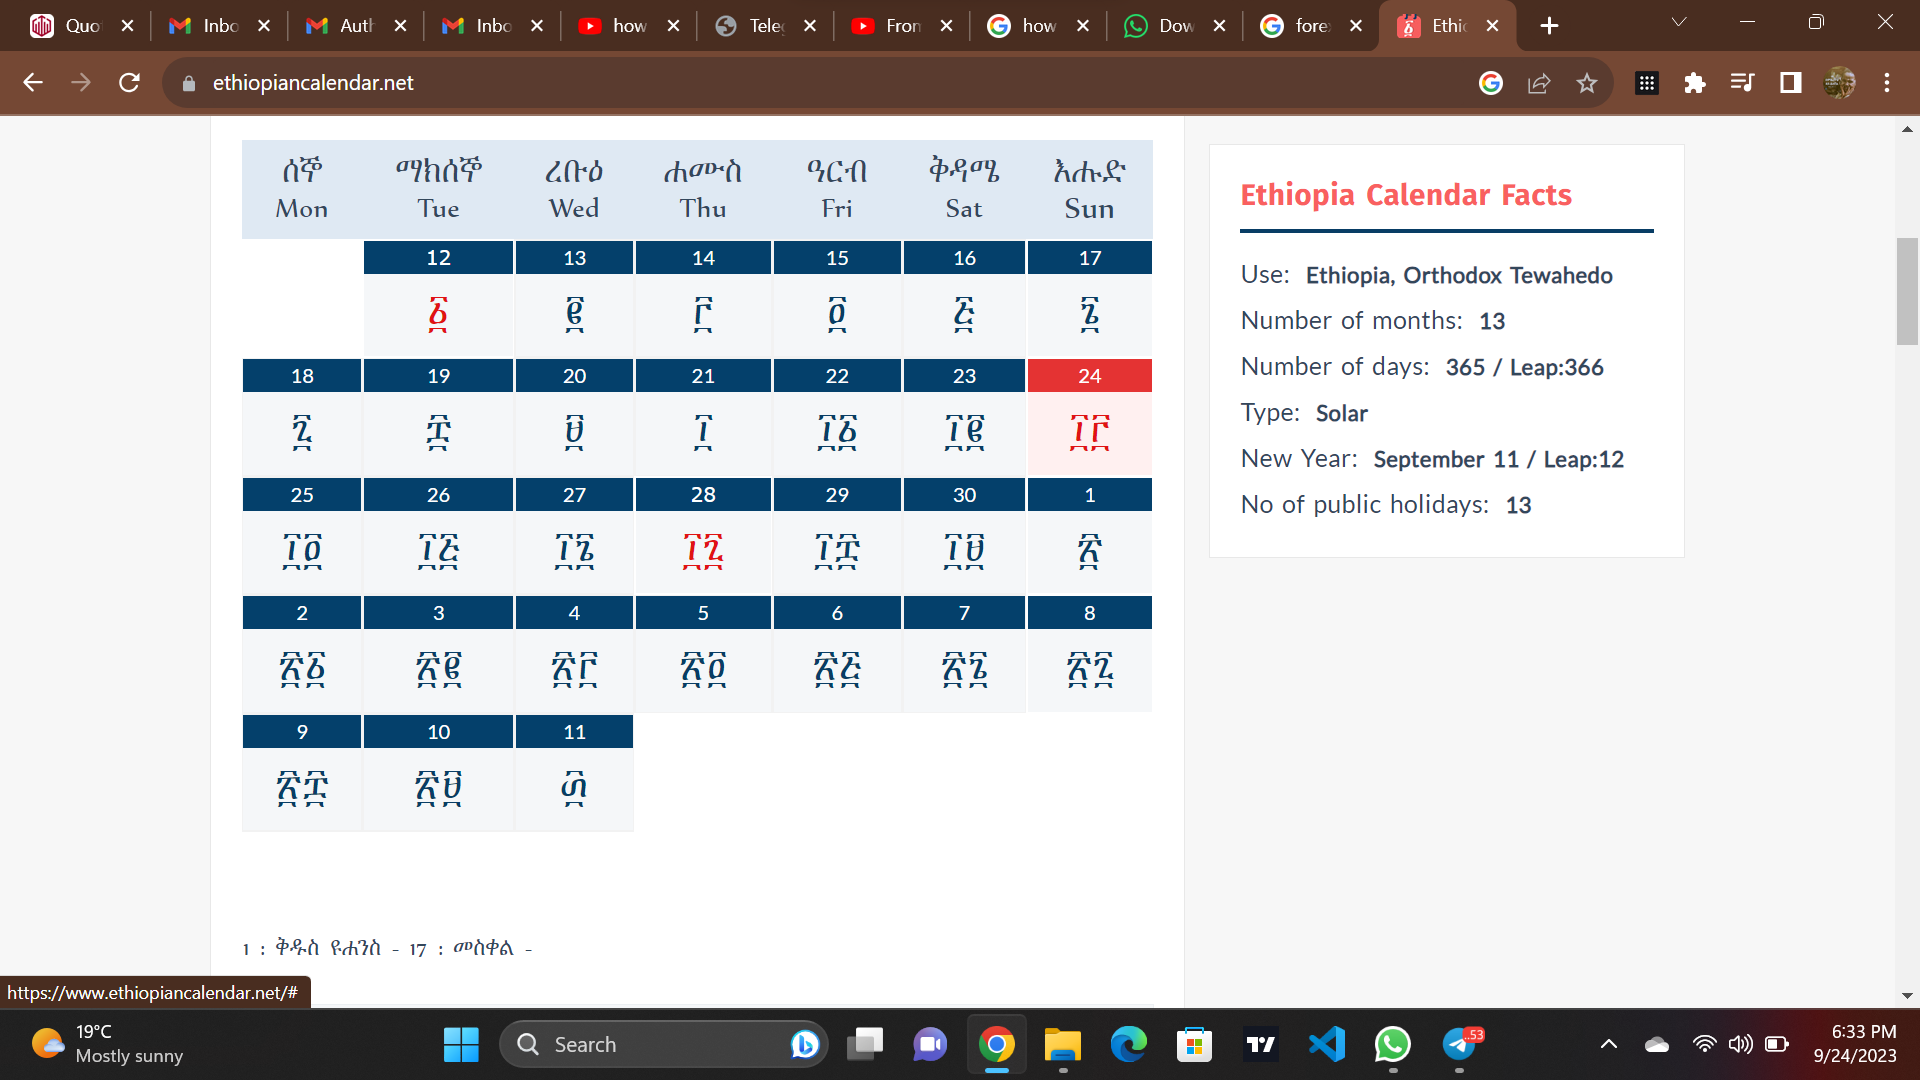 Quo Inbo Auth Inbo how Tele Fron how Dow fore Ethio
ethiopiancalendar.net
ሰኞ ማክሰኞ ረቡዕ ሐሙስ ዓርብ ቅዳሜ እሑድ
Mon Tue Wed Thu Fri Sat Sun
12 13 14 15 16 17
፩ ፪ ፫ ፬ ፭ ፮
18 19 20 21 22 23 24
፯ ፰ ፱ ፲ ፲፩ ፲፪ ፲፫
25 26 27 28 29 30 1
፲፬ ፲፭ ፲፮ ፲፯ ፲፰ ፲፱ ፳
2 3 4 5 6 7 8
፳፩ ፳፪ ፳፫ ፳፬ ፳፭ ፳፮ ፳፯
9 10 11
፳፰ ፳፱ ፴
1 : ቅዱስ ዩሐንስ - 17 : መስቀል -
Ethiopia Calendar Facts
Use: Ethiopia, Orthodox Tewahedo
Number of months: 13
Number of days: 365 / Leap:366
Type: Solar
New Year: September 11 / Leap:12
No of public holidays: 13
https://www.ethiopiancalendar.net/#
19°C
Mostly sunny
Search
53
6:33 PM
9/24/2023